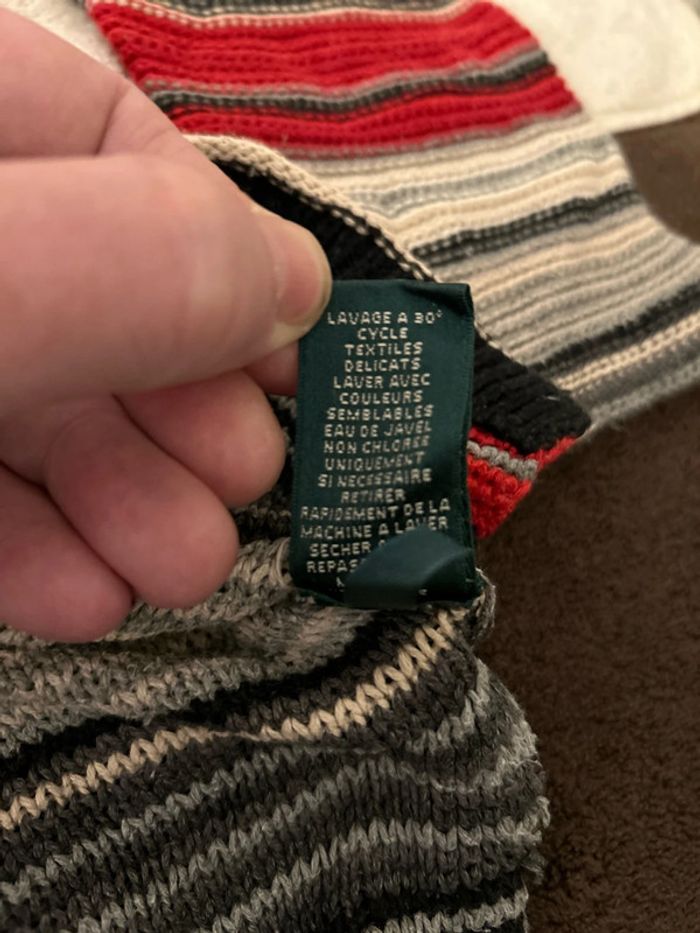 LAVAGE A 30°
CYCLE
TEXTILES
DELICATS
LAVER AVEC
COULEURS
SEMBLABLES
EAU DE JAVEL
NON CHLOREE
UNIQUEMENT
SI NECESSAIRE
RETIRER
RAPIDEMENT DE LA
MACHINE A LAVER
SECHER